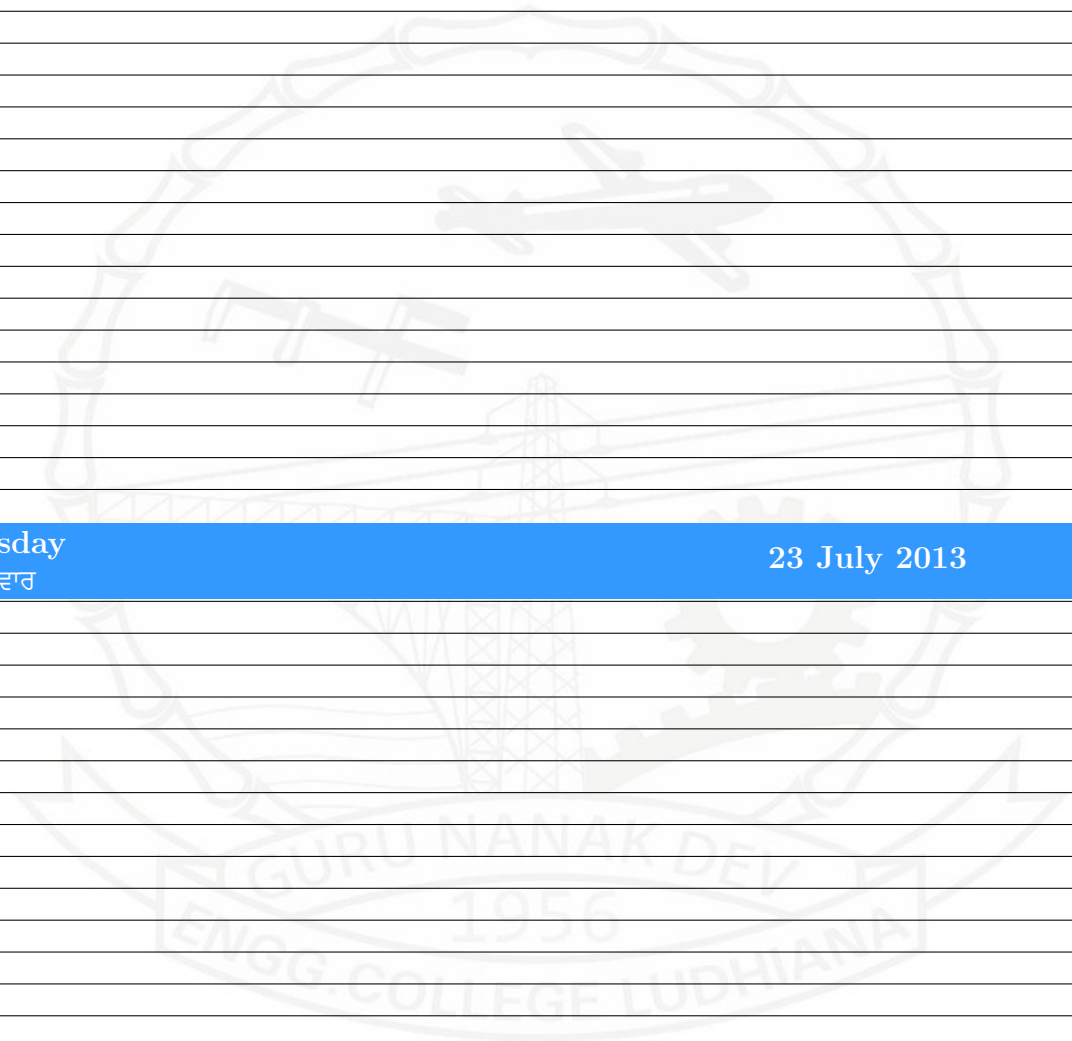 sday
ਵਾਰ
23 July 2013
GURU NANAK DEV
1956
ENGG. COLLEGE LUDHIANA